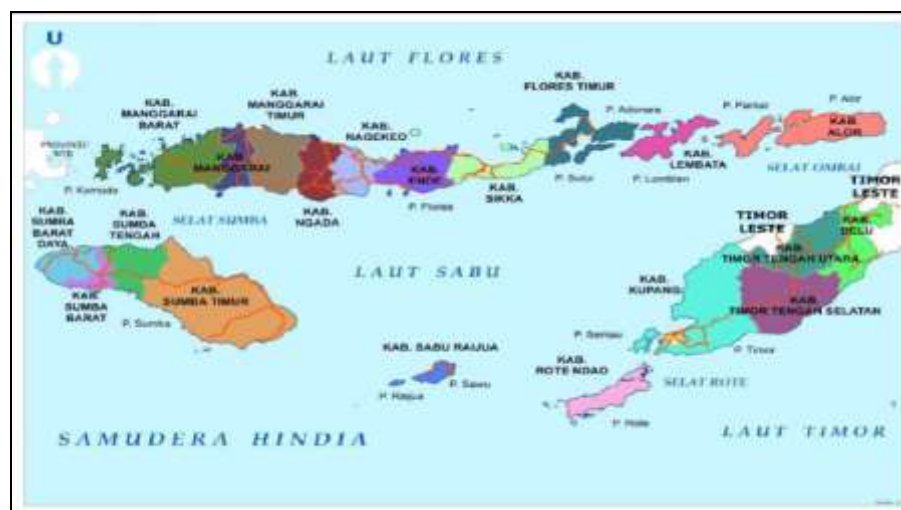 U
LAUT FLORES
KAB.
FLORES TIMUR
KAB.
MANGGARAI
BARAT
KAB.
MANGGARAI
TIMUR
P. Adonara
P. Pantar
P. Alor
KAB.
NAGEKEO
KAB.
ALOR
KAB.
MANGGARAI
KAB.
ENDE
KAB.
LEMBATA
SELAT OMBAI
P. Komodo
P. Solor
P. Lomblen
KAB.
SIKKA
P. Flores
KAB.
NGADA
SELAT SUMBA
TIMOR
LESTE
TIMOR
LESTE
KAB.
SUMBA
BARAT
DAYA
KAB.
SUMBA
TENGAH
KAB.
BELU
KAB.
TIMOR TENGAH UTARA
LAUT SABU
KAB.
KUPANG
KAB.
SUMBA TIMUR
KAB.
SUMBA
BARAT
KAB.
TIMOR TENGAH SELATAN
P. Sumba
P. Semau
P. Timor
KAB. SABU RAIJUA
KAB.
ROTE NDAO
P. Sawu
P. Raijua
SELAT ROTE
P. Rote
SAMUDERA HINDIA
LAUT TIMOR